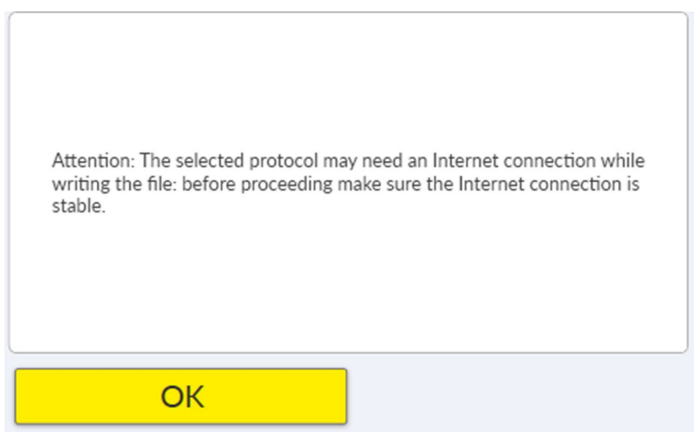 Attention: The selected protocol may need an Internet connection while
writing the file: before proceeding make sure the Internet connection is
stable.
OK